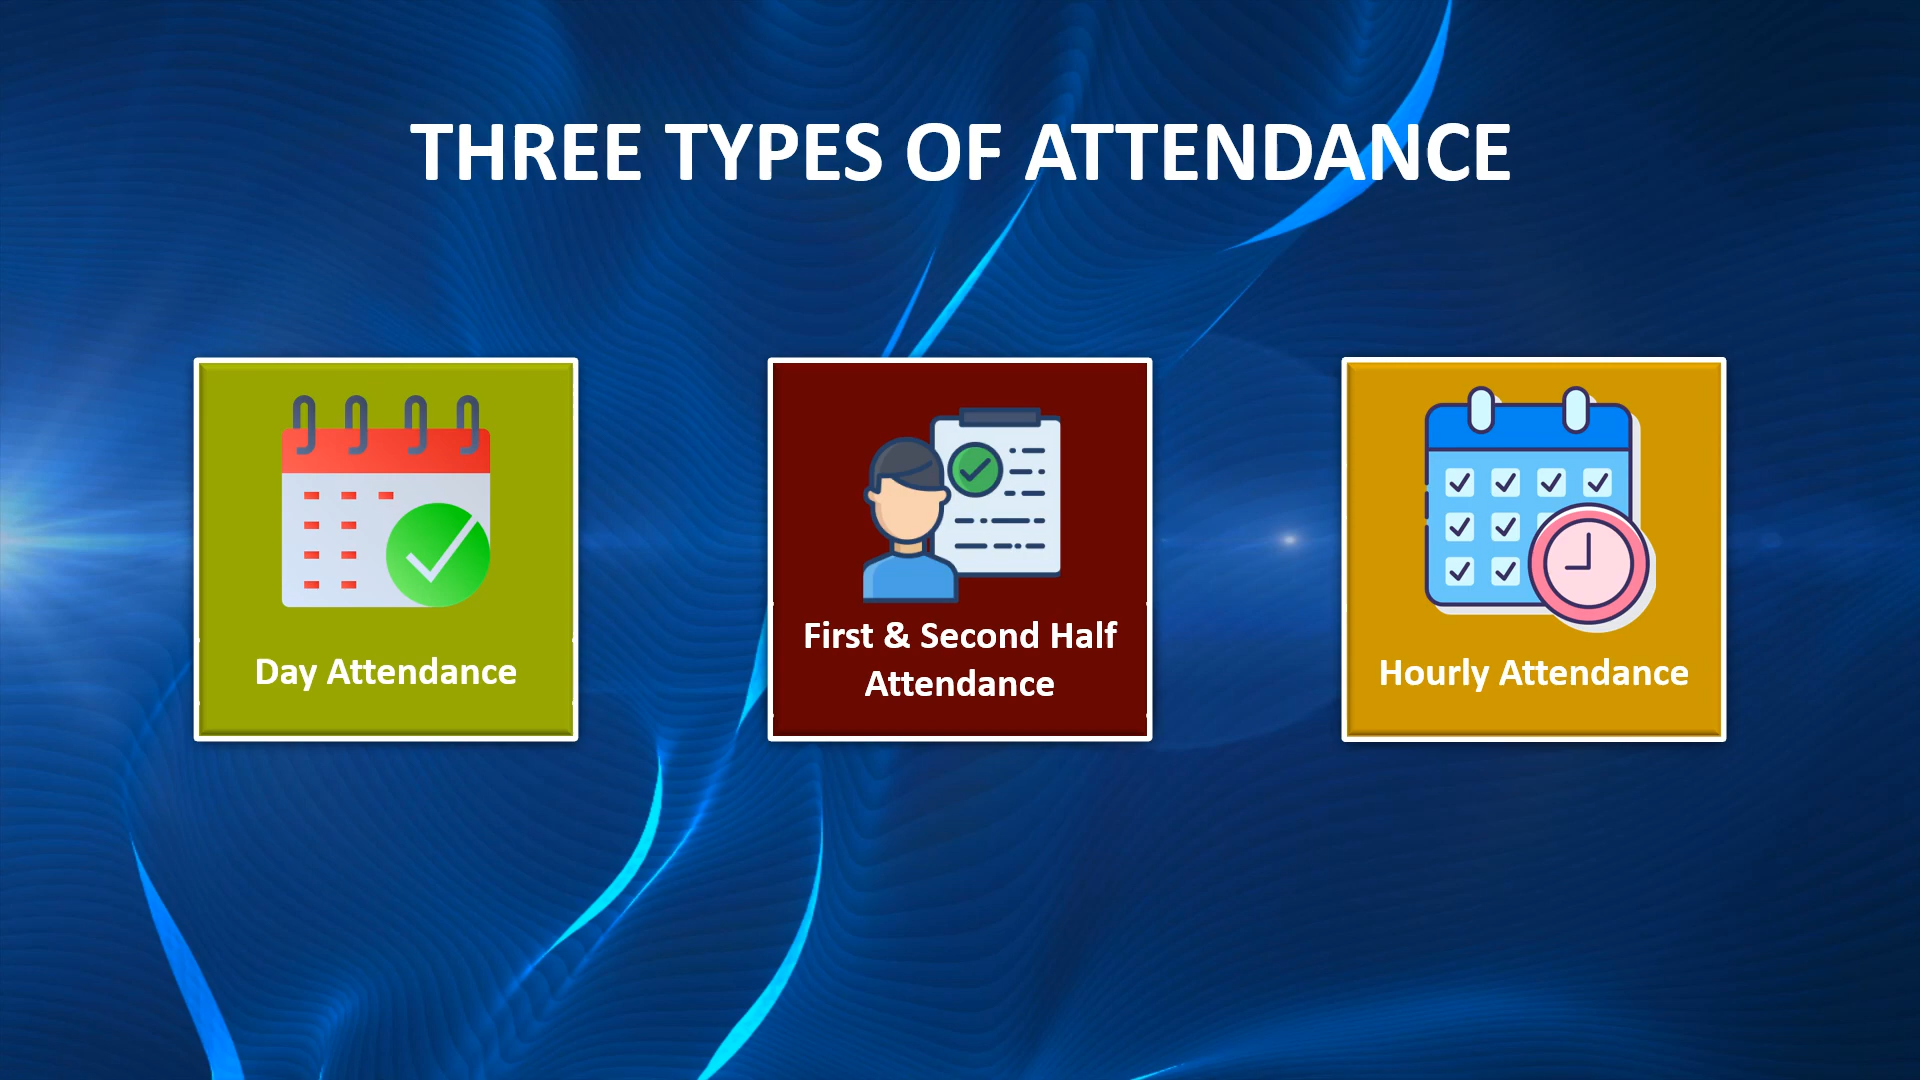 THREE TYPES OF ATTENDANCE
Day Attendance
First & Second Half
Attendance
Hourly Attendance